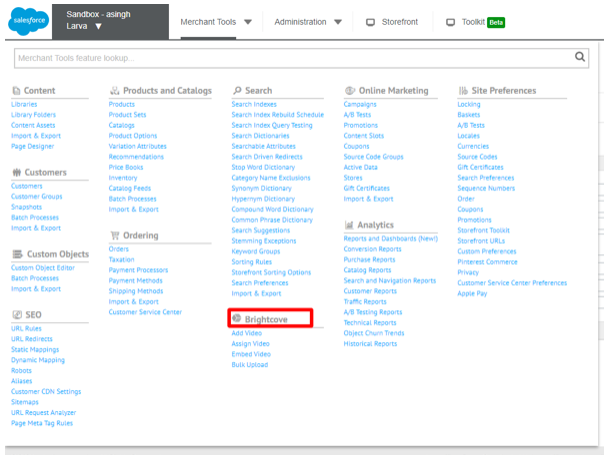 salesforce
Sandbox - asingh
Larva
Merchant Tools
Administration
Storefront
Toolkit Beta
Merchant Tools feature lookup...
Content
Libraries
Library Folders
Content Assets
Import & Export
Page Designer
Customers
Customers
Customer Groups
Snapshots
Batch Processes
Import & Export
Custom Objects
Custom Object Editor
Batch Processes
Import & Export
SEO
URL Rules
URL Redirects
Static Mappings
Dynamic Mapping
Robots
Aliases
Customer CDN Settings
Sitemaps
URL Request Analyzer
Page Meta Tag Rules
Products and Catalogs
Products
Product Sets
Catalogs
Product Options
Variation Attributes
Recommendations
Price Books
Inventory
Catalog Feeds
Batch Processes
Import & Export
Ordering
Orders
Taxation
Payment Processors
Payment Methods
Shipping Methods
Import & Export
Customer Service Center
Search
Search Indexes
Search Index Rebuild Schedule
Search Index Query Testing
Search Dictionaries
Searchable Attributes
Search Driven Redirects
Stop Word Dictionary
Category Name Exclusions
Synonym Dictionary
Hypernym Dictionary
Compound Word Dictionary
Common Phrase Dictionary
Search Suggestions
Stemming Exceptions
Keyword Groups
Sorting Rules
Storefront Sorting Options
Search Preferences
Import & Export
Brightcove
Add Video
Assign Video
Embed Video
Bulk Upload
Online Marketing
Campaigns
A/B Tests
Promotions
Content Slots
Coupons
Source Code Groups
Active Data
Stores
Gift Certificates
Import & Export
Analytics
Reports and Dashboards (New!)
Conversion Reports
Purchase Reports
Catalog Reports
Search and Navigation Reports
Customer Reports
Traffic Reports
A/B Testing Reports
Technical Reports
Object Churn Trends
Historical Reports
Site Preferences
Locking
Baskets
A/B Tests
Locales
Currencies
Source Codes
Gift Certificates
Search Preferences
Sequence Numbers
Order
Coupons
Promotions
Storefront Toolkit
Storefront URLs
Custom Preferences
Pinterest Commerce
Privacy
Customer Service Center Preferences
Apple Pay